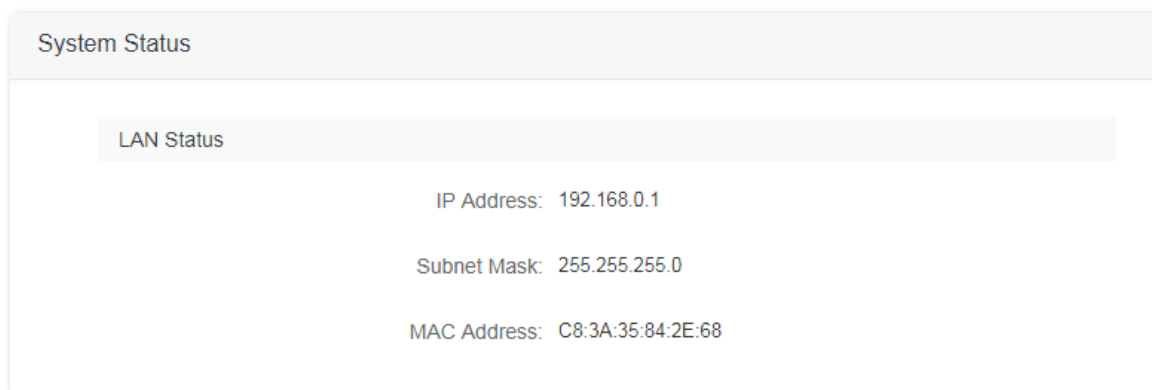 System Status
LAN Status
IP Address: 192.168.0.1
Subnet Mask: 255.255.255.0
MAC Address: C8:3A:35:84:2E:68